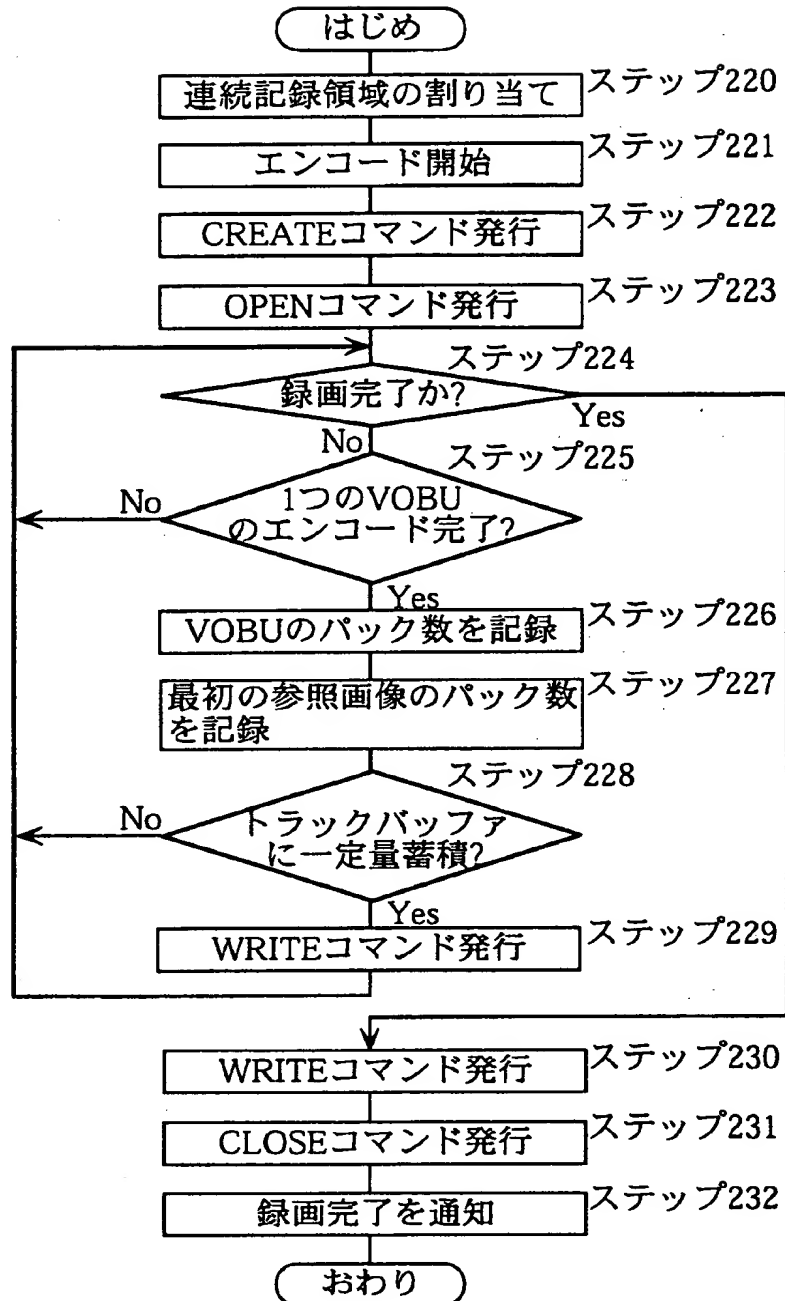 はじめ
連続記録領域の割り当て
ステップ220
エンコード開始
ステップ221
CREATEコマンド発行
ステップ222
OPENコマンド発行
ステップ223
ステップ224
録画完了か?
Yes
No
ステップ225
No
1つのVOBU
のエンコード完了?
Yes
VOBUのパック数を記録
ステップ226
最初の参照画像のパック数
を記録
ステップ227
ステップ228
No
トラックバッファ
に一定量蓄積?
Yes
WRITEコマンド発行
ステップ229
WRITEコマンド発行
ステップ230
CLOSEコマンド発行
ステップ231
録画完了を通知
ステップ232
おわり